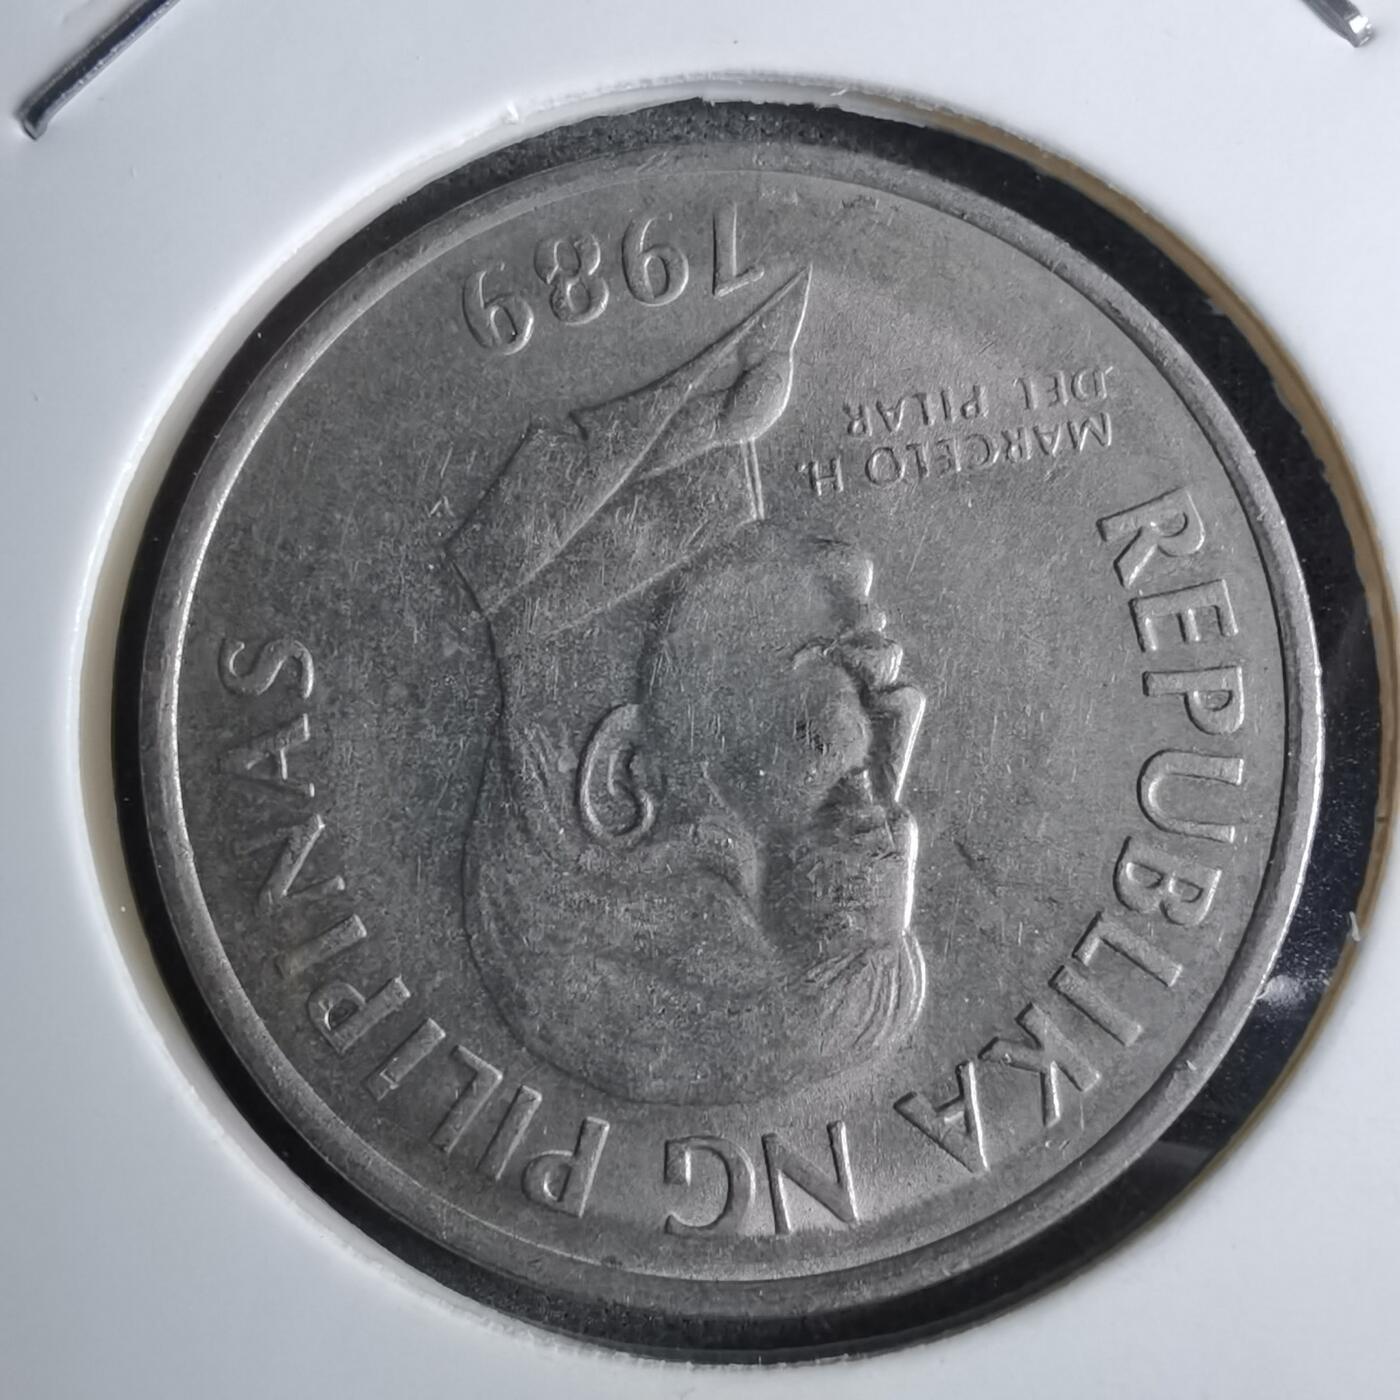 REPUBLIKA NG PILIPINAS
MARCELO H.
DEL PILAR
1989